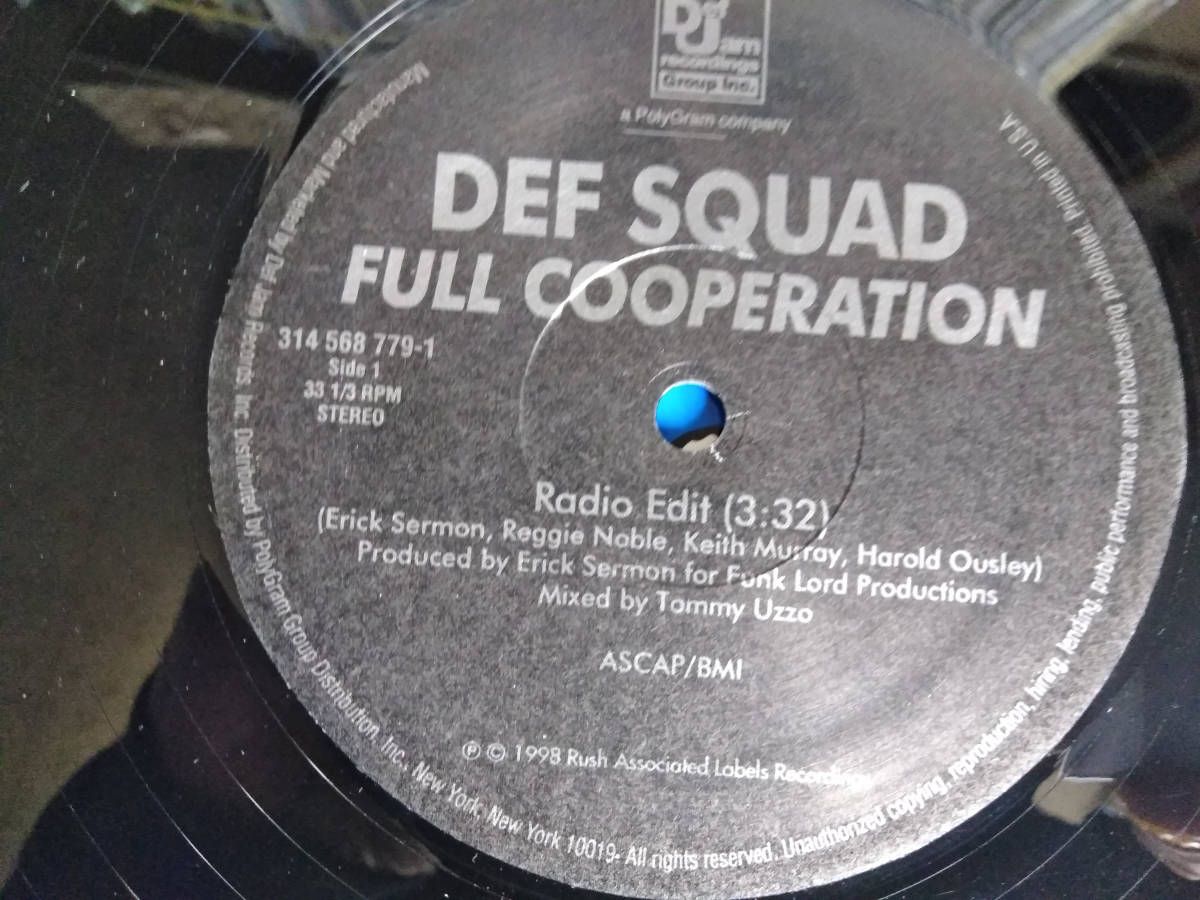 Def Jam
recordings
Group Inc.
a PolyGram company
DEF SQUAD
FULL COOPERATION
314 568 779-1
Side 1
33 1/3 RPM
STEREO
Radio Edit (3:32)
(Erick Sermon, Reggie Noble, Keith Murray, Harold Ousley)
Produced by Erick Sermon for Funk Lord Productions
Mixed by Tommy Uzzo
ASCAP/BMI
℗ © 1998 Rush Associated Labels Recordings
Manufactured and Marketed by Def Jam Records, Inc. Distributed by PolyGram Group Distribution, Inc., New York, New York 10019- All rights reserved. Unauthorized copying, reproduction, hiring, lending, public performance and broadcasting prohibited. Printed in U.S.A